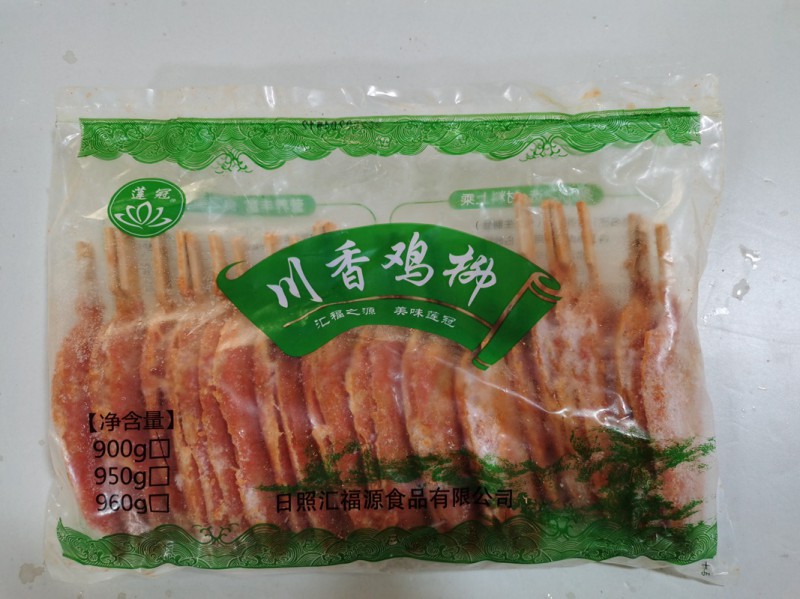 莲冠
川香鸡柳
汇福之源 美味莲冠
【净含量】
900g□
950g□
960g□
日照汇福源食品有限公司